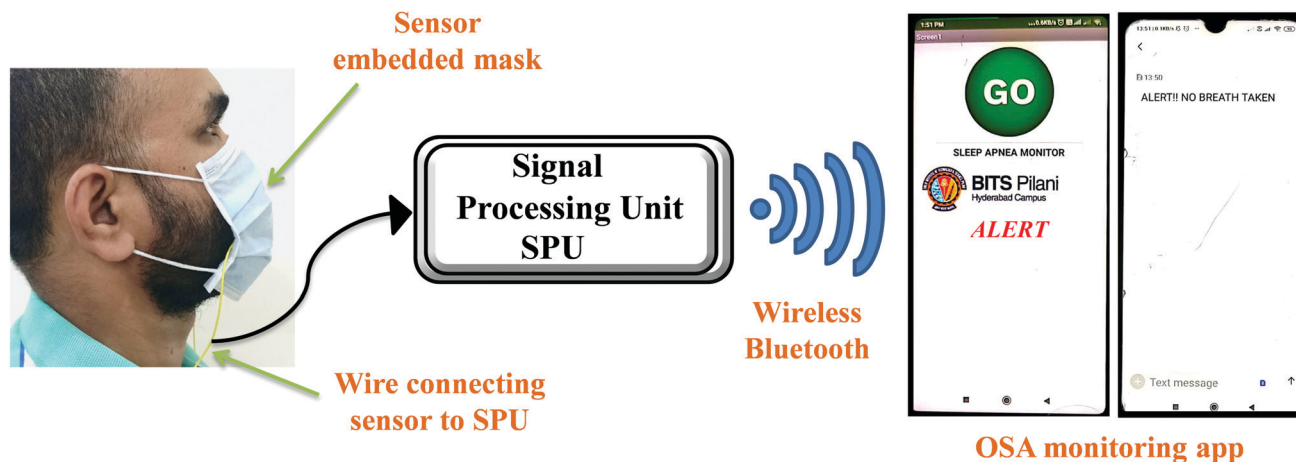 Sensor
embedded mask
Signal
Processing Unit
SPU
Wire connecting
sensor to SPU
Wireless
Bluetooth
1:51 PM
Screen1
GO
SLEEP APNEA MONITOR
BITS Pilani
Hyderabad Campus
ALERT
13:50
ALERT!! NO BREATH TAKEN
Text message
OSA monitoring app